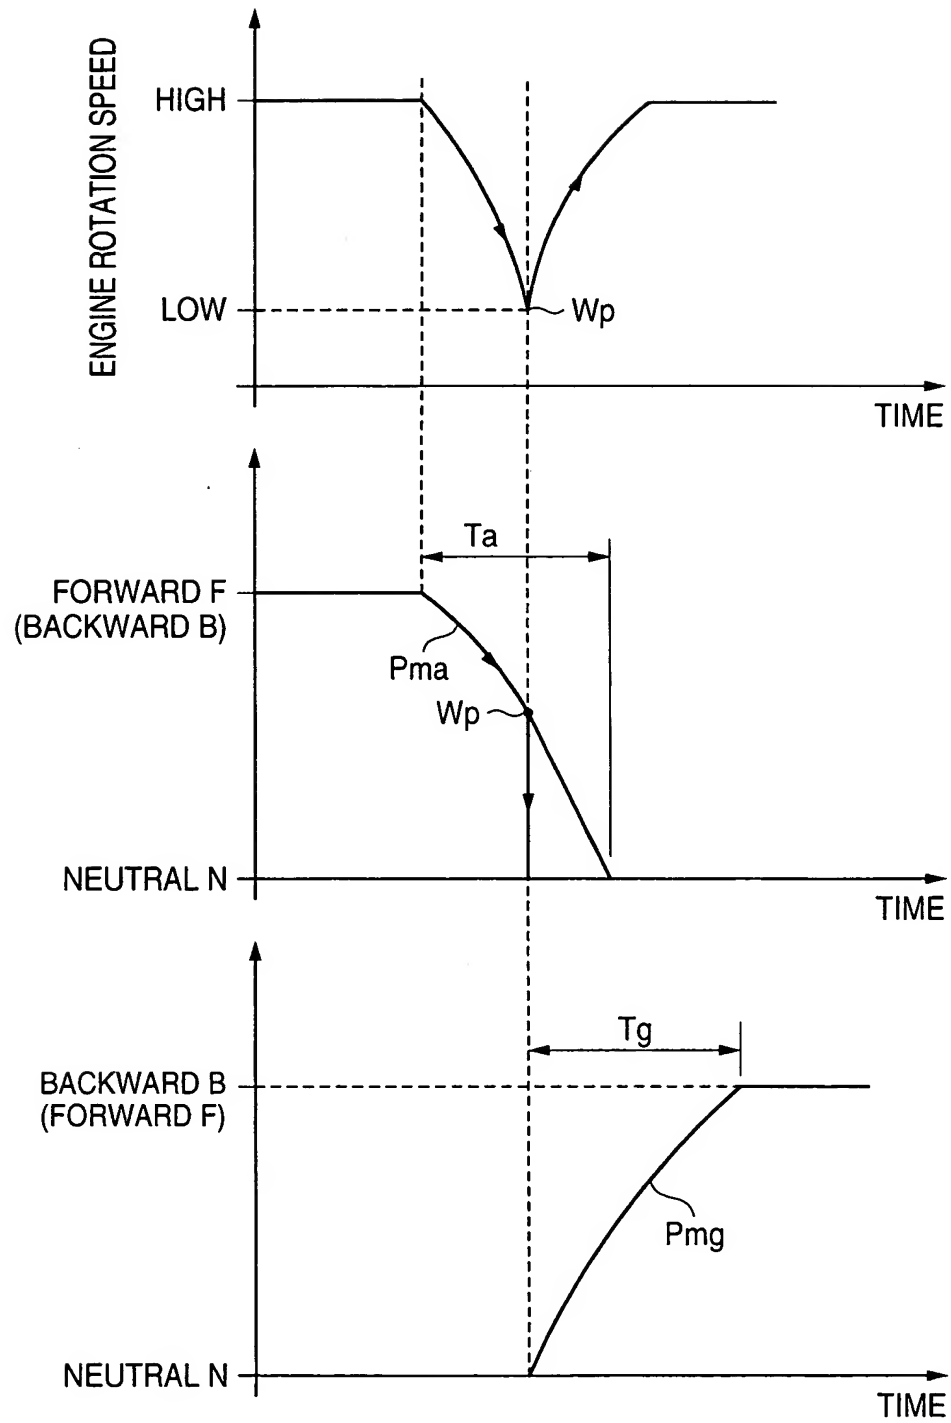 ENGINE ROTATION SPEED
HIGH
LOW
Wp
TIME
Ta
FORWARD F
(BACKWARD B)
Pma
Wp
NEUTRAL N
TIME
Tg
BACKWARD B
(FORWARD F)
Pmg
NEUTRAL N
TIME